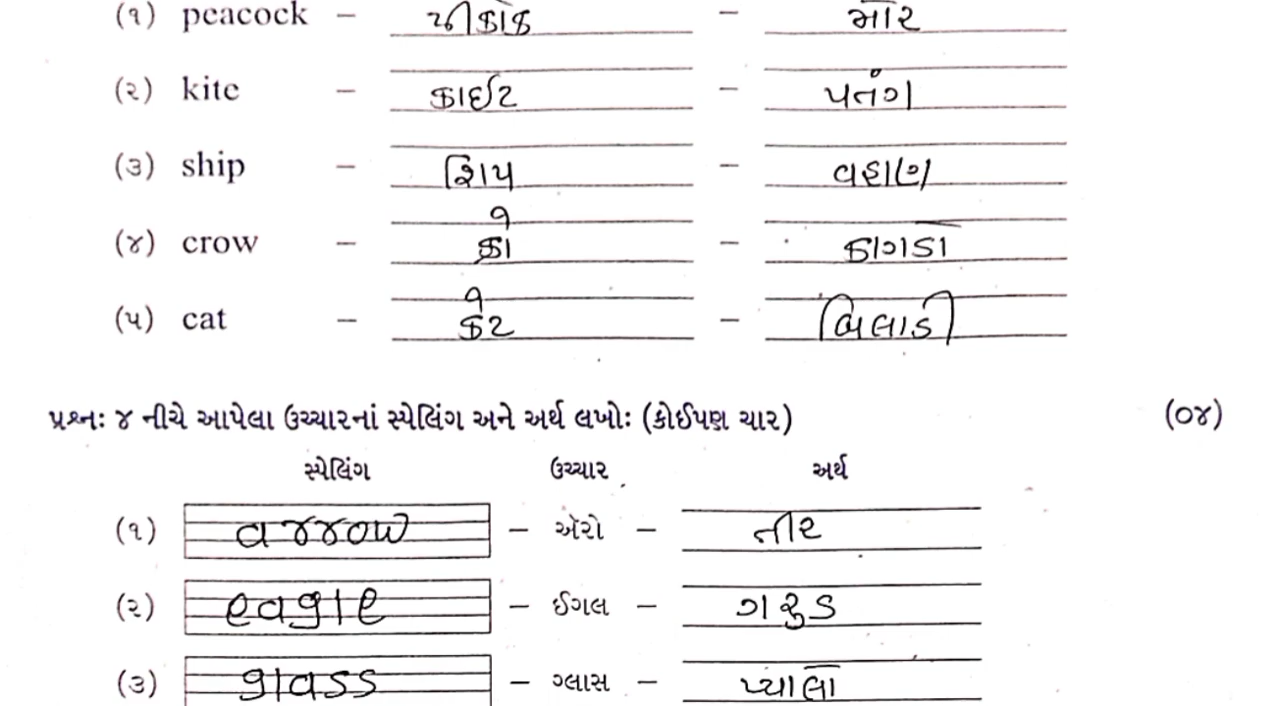 (૧) peacock – પીકોક – મોર
(૨) kite – કાઈટ – પતંગ
(૩) ship – શિપ – વહાણ
(૪) crow – ક્રો – કાગડો
(૫) cat – કેટ – બિલાડી
પ્રશ્ન: ૪ નીચે આપેલા ઉચ્ચારનાં સ્પેલિંગ અને અર્થ લખો: (કોઈપણ ચાર) (૦૪)
સ્પેલિંગ ઉચ્ચાર અર્થ
(૧) arrow – ઍરો – તીર
(૨) eagle – ઈગલ – ગરુડ
(૩) glass – ગ્લાસ – પ્યાલો